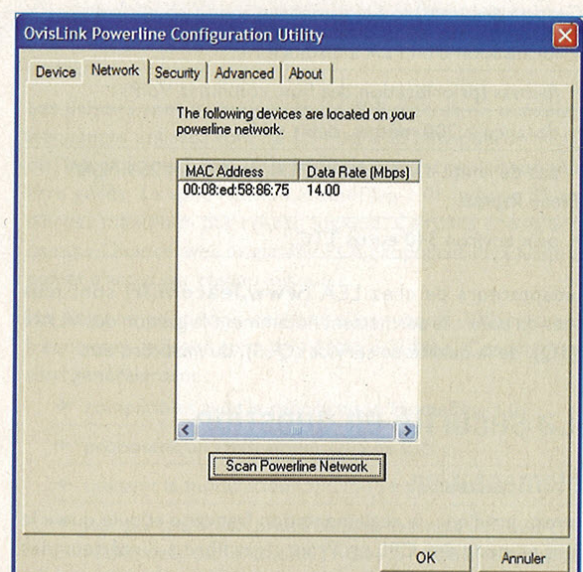 OvisLink Powerline Configuration Utility
Device Network Security Advanced About
The following devices are located on your
powerline network.
MAC Address Data Rate (Mbps)
00:08:ed:58:86:75 14.00
Scan Powerline Network
OK Annuler